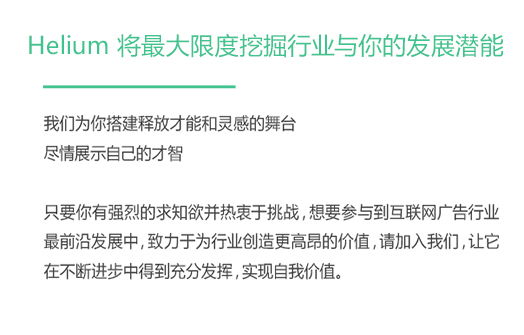 Helium 将最大限度挖掘行业与你的发展潜能
我们为你搭建释放才能和灵感的舞台
尽情展示自己的才智
只要你有强烈的求知欲并热衷于挑战，想要参与到互联网广告行业
最前沿发展中，致力于为行业创造更高昂的价值，请加入我们，让它
在不断进步中得到充分发挥，实现自我价值。